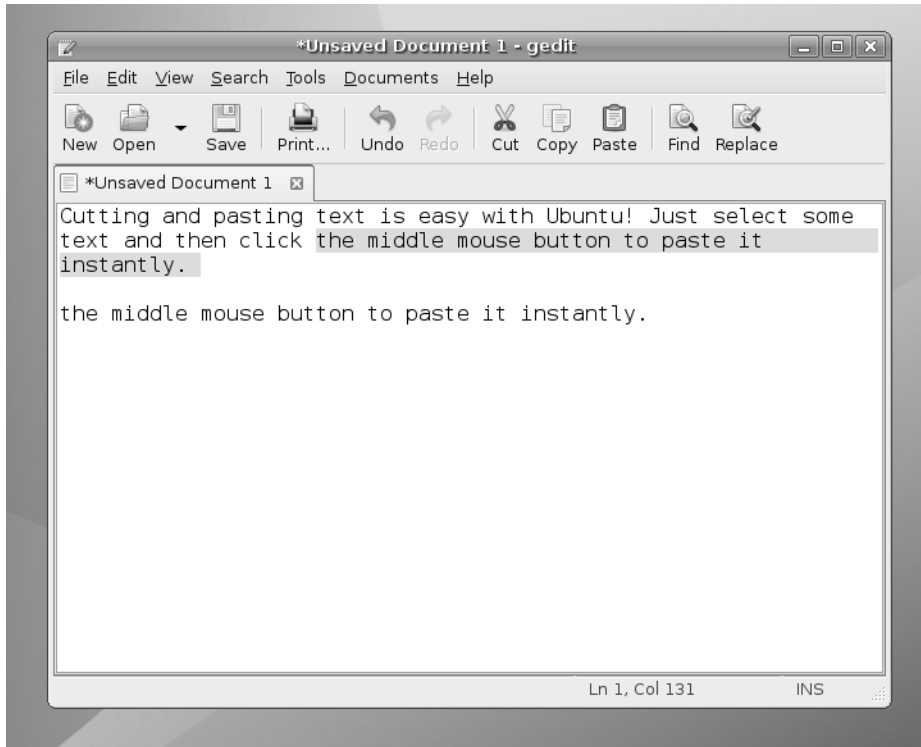 *Unsaved Document 1 - gedit
File Edit View Search Tools Documents Help
New Open Save Print... Undo Redo Cut Copy Paste Find Replace
*Unsaved Document 1
Cutting and pasting text is easy with Ubuntu! Just select some
text and then click the middle mouse button to paste it
instantly.
the middle mouse button to paste it instantly.
Ln 1, Col 131 INS